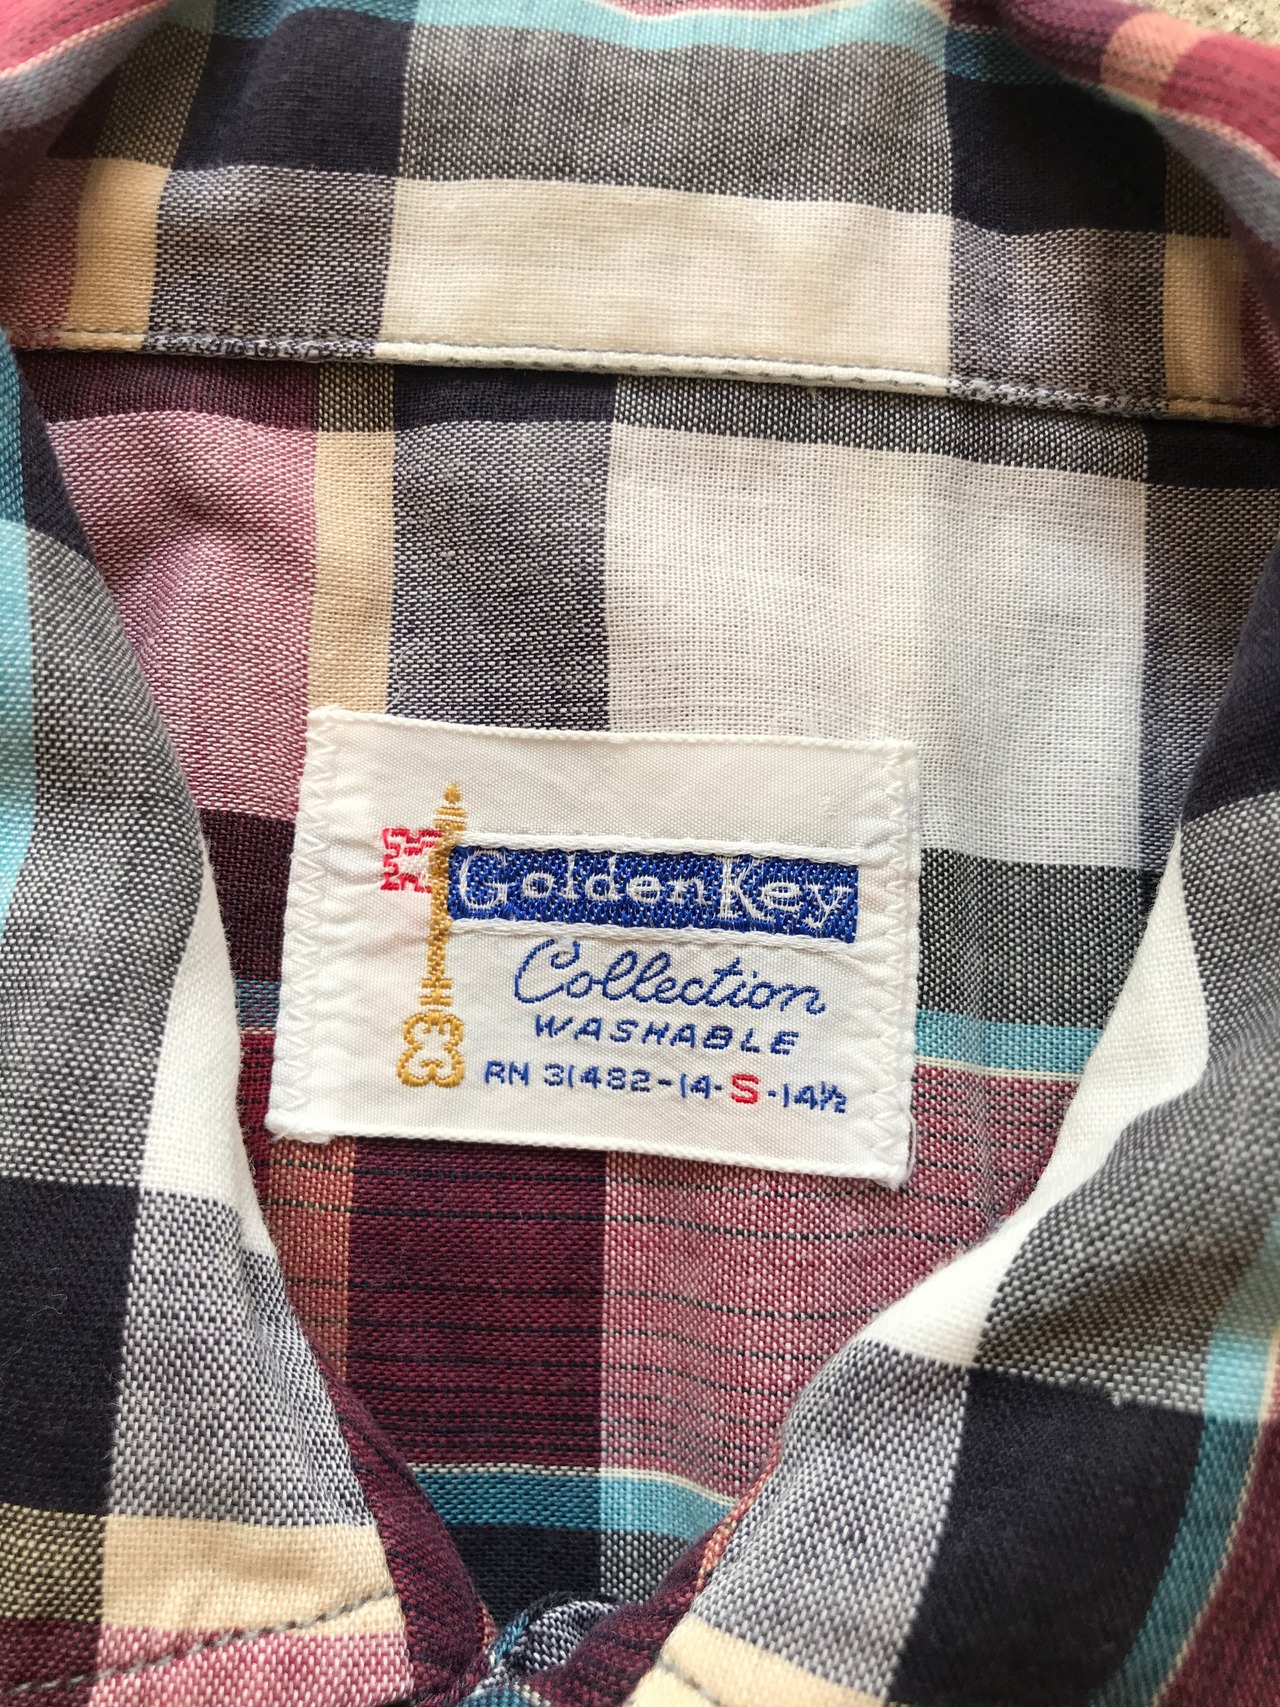 GoldenKey
Collection
WASHABLE
RN 31482-14-S-14½